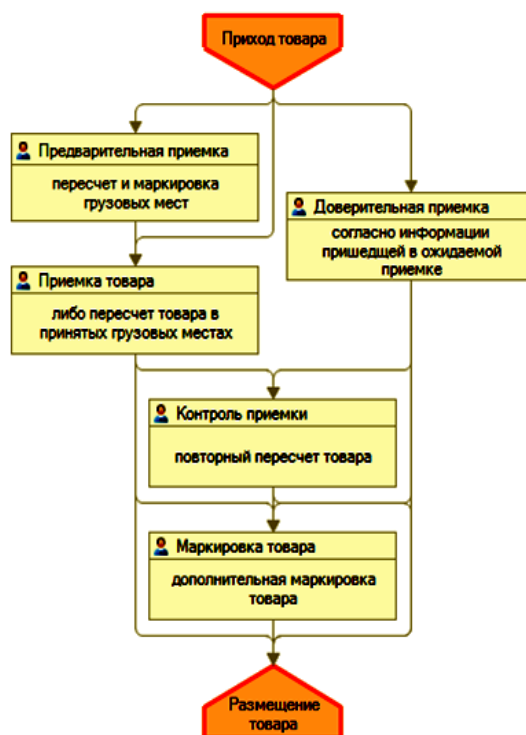 Приход товара
Предварительная приемка
пересчет и маркировка
грузовых мест
Доверительная приемка
согласно информации
пришедшей в ожидаемой
приемке
Приемка товара
либо пересчет товара в
принятых грузовых местах
Контроль приемки
повторный пересчет товара
Маркировка товара
дополнительная маркировка
товара
Размещение
товара